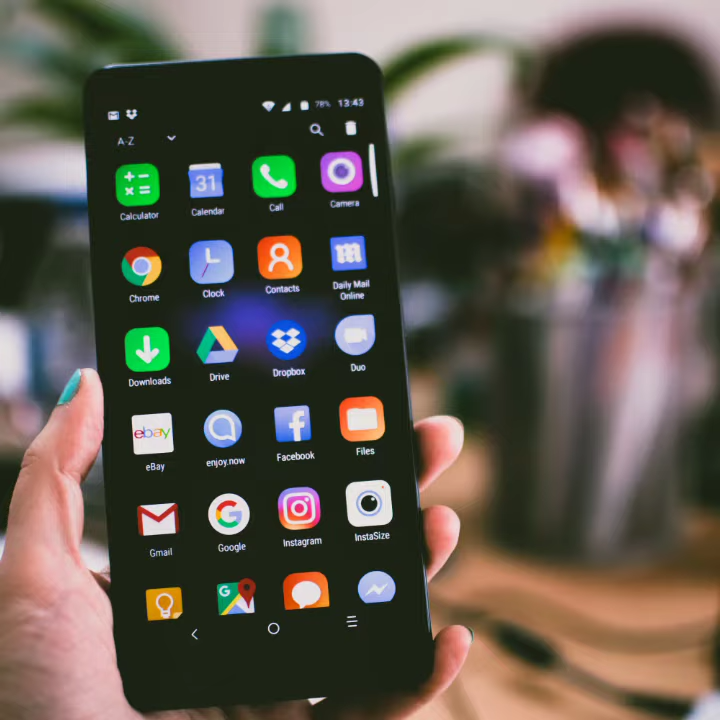 78% 13:43
A-Z
31
Calculator Calendar Call Camera
Chrome Clock Contacts Daily Mail
Online
Downloads Drive Dropbox Duo
ebay
eBay enjoy.now Facebook Files
Gmail Google Instagram InstaSize